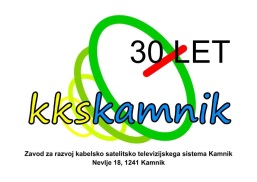 30 LET
kkskamnik
Zavod za razvoj kabelsko satelitsko televizijskega sistema Kamnik
Nevlje 18, 1241 Kamnik